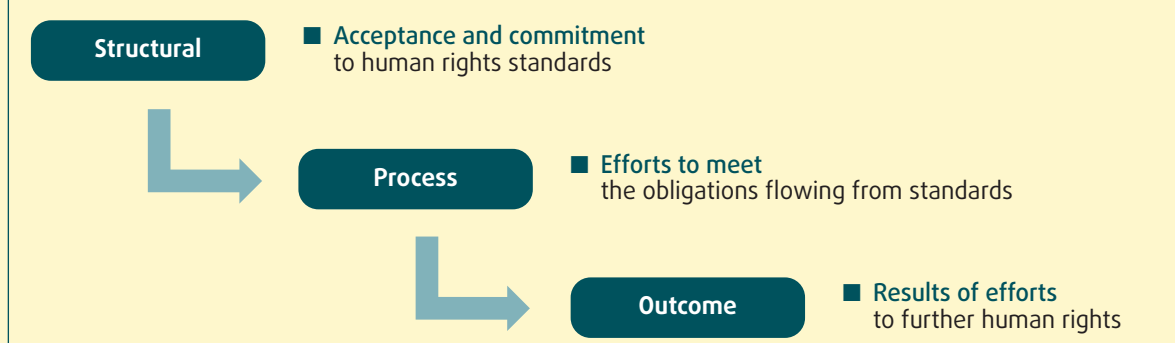 Structural
■ Acceptance and commitment
to human rights standards
Process
■ Efforts to meet
the obligations flowing from standards
Outcome
■ Results of efforts
to further human rights